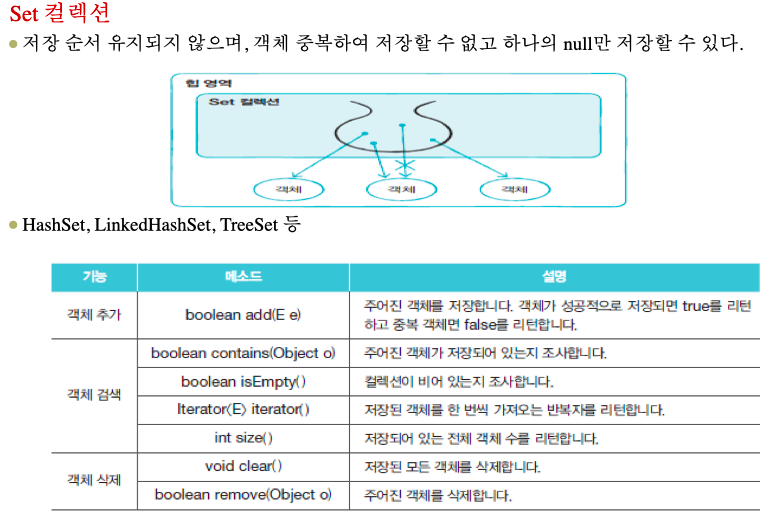 Set 컬렉션
저장 순서 유지되지 않으며, 객체 중복하여 저장할 수 없고 하나의 null만 저장할 수 있다.
힙 영역
Set 컬렉션
객체 객체 객체
HashSet, LinkedHashSet, TreeSet 등
기능 메소드 설명
객체 추가 boolean add(E e) 주어진 객체를 저장합니다. 객체가 성공적으로 저장되면 true를 리턴
하고 중복 객체면 false를 리턴합니다.
객체 검색 boolean contains(Object o) 주어진 객체가 저장되어 있는지 조사합니다.
boolean isEmpty() 컬렉션이 비어 있는지 조사합니다.
Iterator〈E〉 iterator() 저장된 객체를 한 번씩 가져오는 반복자를 리턴합니다.
int size() 저장되어 있는 전체 객체 수를 리턴합니다.
객체 삭제 void clear() 저장된 모든 객체를 삭제합니다.
boolean remove(Object o) 주어진 객체를 삭제합니다.